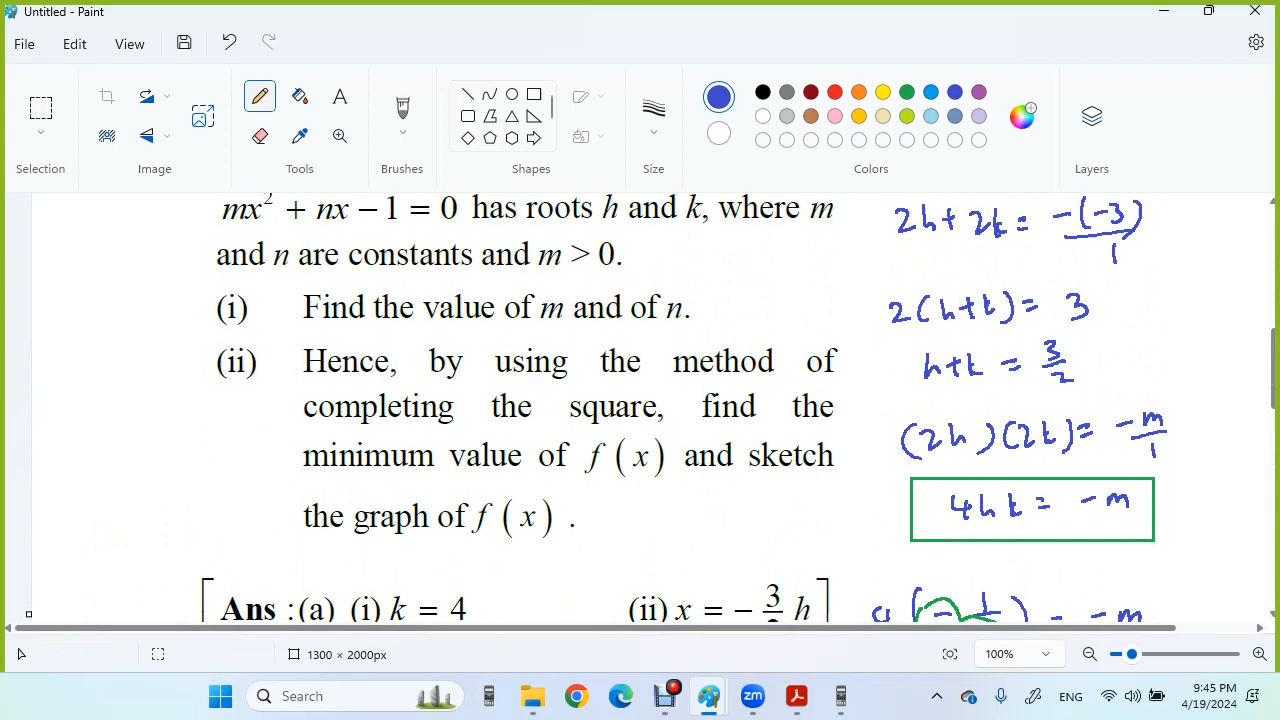 Untitled - Paint
File Edit View
Selection Image Tools Brushes Shapes Size Colors Layers
mx² + nx − 1 = 0 has roots h and k, where m
and n are constants and m > 0.
(i) Find the value of m and of n.
(ii) Hence, by using the method of
completing the square, find the
minimum value of f(x) and sketch
the graph of f(x) .
[Ans : (a) (i) k = 4 (ii) x = − 3/ h]
2h + 2k = -(-3)/1
2(h+k) = 3
h+k = 3/2
(2h)(2k) = -m/1
4hk = -m
(-1 ) = -m
1300 × 2000px 100%
Search ENG 9:45 PM
4/19/2024